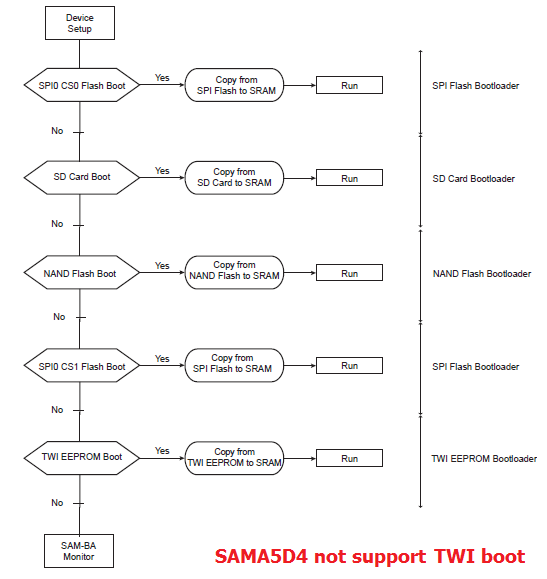 Device
Setup
SPI0 CS0 Flash Boot
Yes
Copy from
SPI Flash to SRAM
Run
SPI Flash Bootloader
No
SD Card Boot
Yes
Copy from
SD Card to SRAM
Run
SD Card Bootloader
No
NAND Flash Boot
Yes
Copy from
NAND Flash to SRAM
Run
NAND Flash Bootloader
No
SPI0 CS1 Flash Boot
Yes
Copy from
SPI Flash to SRAM
Run
SPI Flash Bootloader
No
TWI EEPROM Boot
Yes
Copy from
TWI EEPROM to SRAM
Run
TWI EEPROM Bootloader
No
SAM-BA
Monitor
SAMA5D4 not support TWI boot